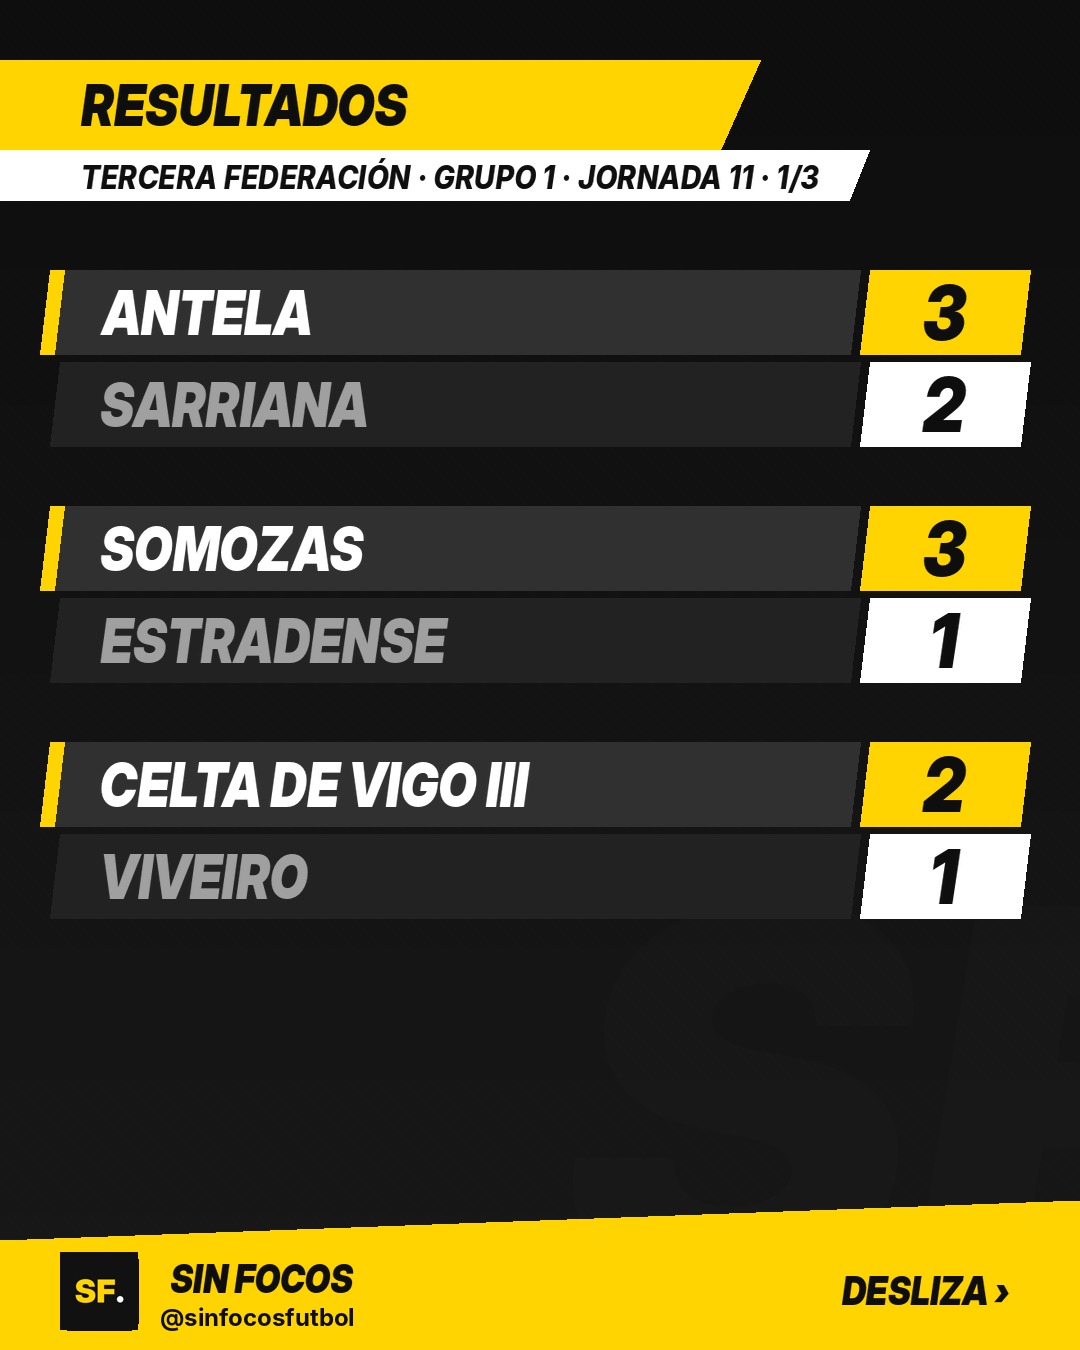 RESULTADOS
TERCERA FEDERACIÓN · GRUPO 1 · JORNADA 11 · 1/3
ANTELA 3
SARRIANA 2
SOMOZAS 3
ESTRADENSE 1
CELTA DE VIGO III 2
VIVEIRO 1
SF
SF.
SIN FOCOS
@sinfocosfutbol
DESLIZA ›